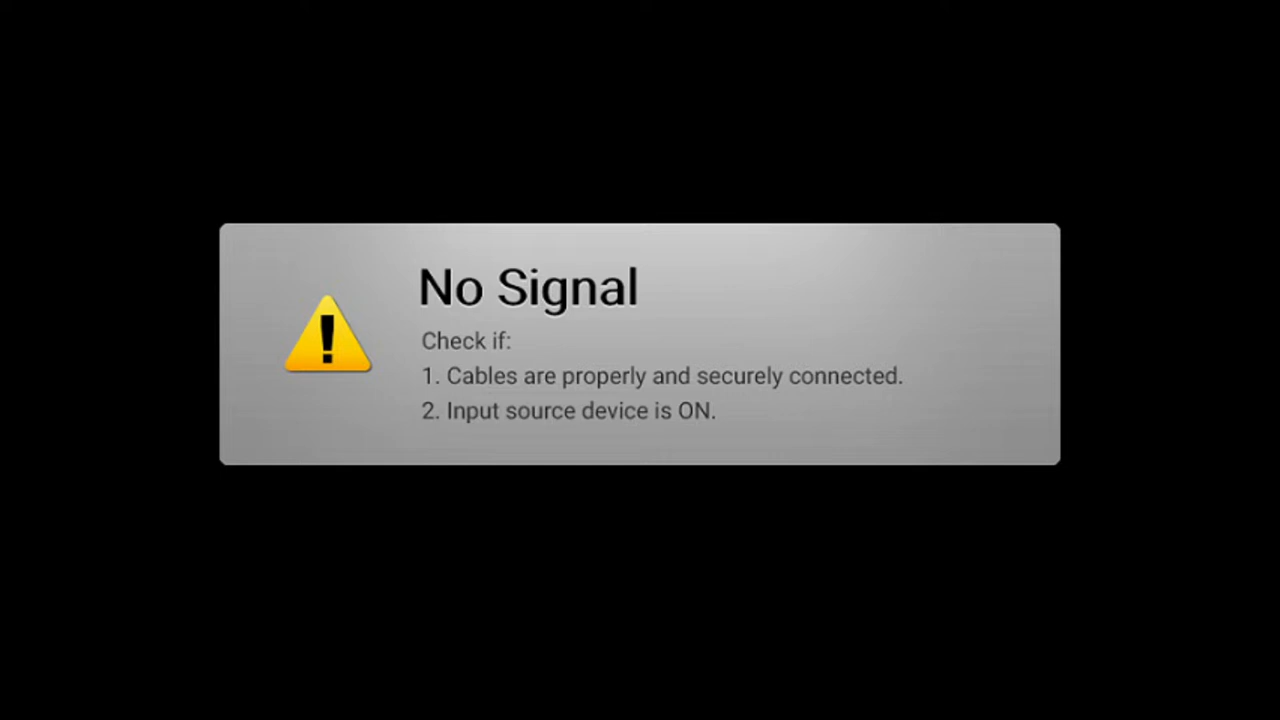 No Signal
Check if:
1. Cables are properly and securely connected.
2. Input source device is ON.